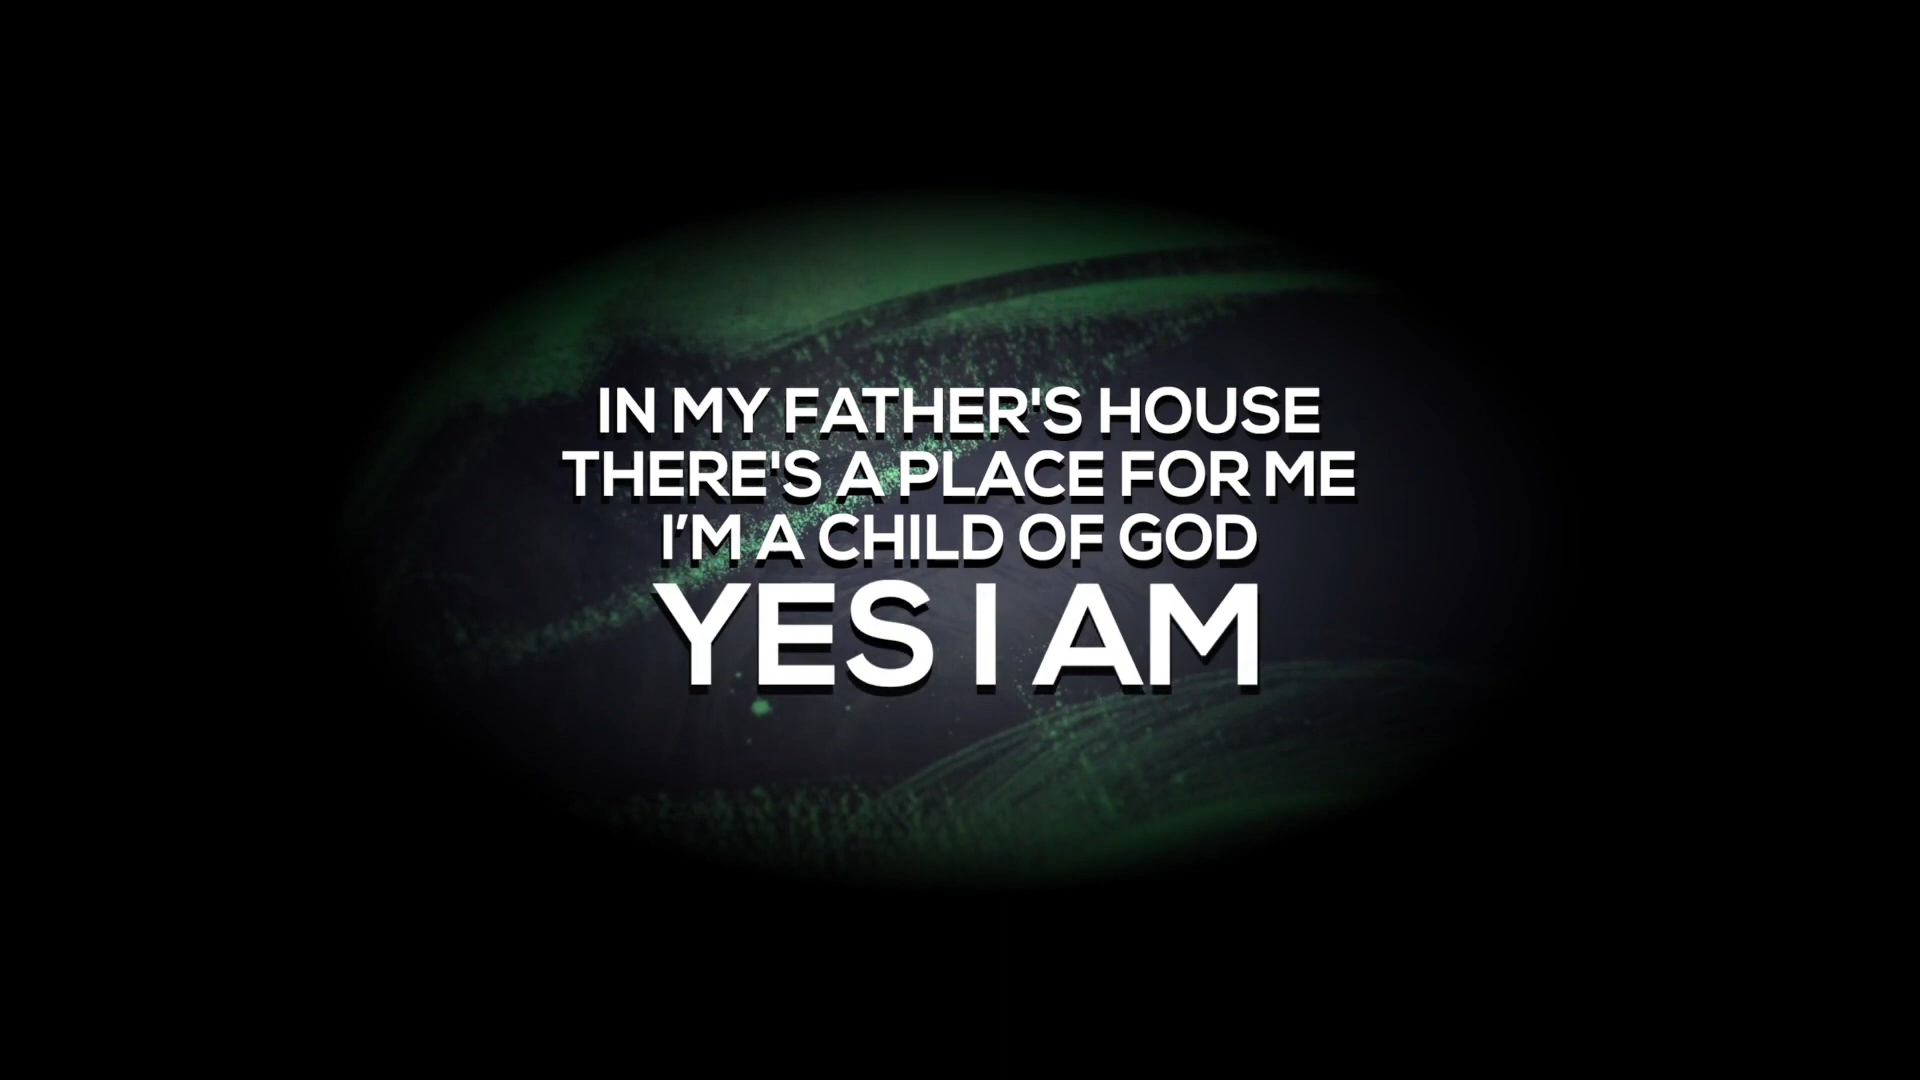 IN MY FATHER'S HOUSE
THERE'S A PLACE FOR ME
I’M A CHILD OF GOD
YES I AM